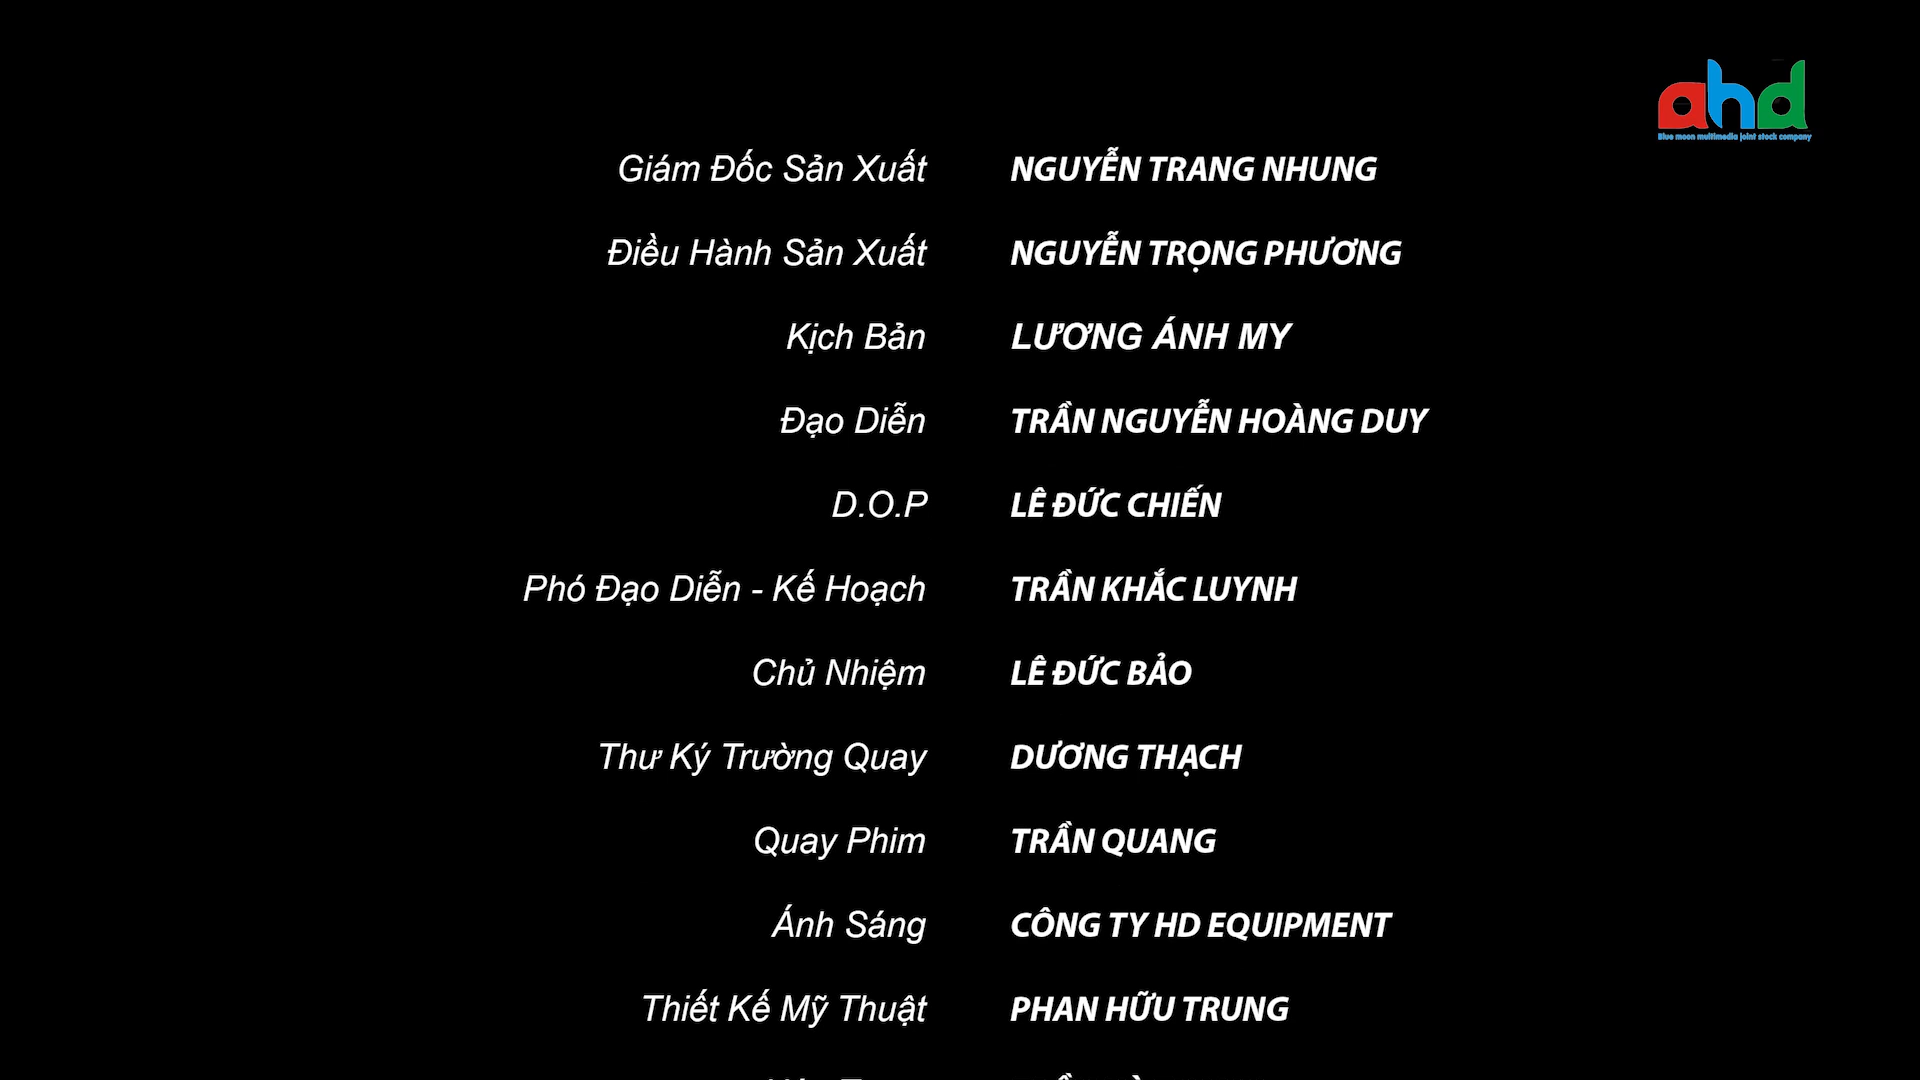 ahd
Blue moon multimedia joint stock company
Giám Đốc Sản Xuất NGUYỄN TRANG NHUNG
Điều Hành Sản Xuất NGUYỄN TRỌNG PHƯƠNG
Kịch Bản LƯƠNG ÁNH MY
Đạo Diễn TRẦN NGUYỄN HOÀNG DUY
D.O.P LÊ ĐỨC CHIẾN
Phó Đạo Diễn - Kế Hoạch TRẦN KHẮC LUYNH
Chủ Nhiệm LÊ ĐỨC BẢO
Thư Ký Trường Quay DƯƠNG THẠCH
Quay Phim TRẦN QUANG
Ánh Sáng CÔNG TY HD EQUIPMENT
Thiết Kế Mỹ Thuật PHAN HỮU TRUNG